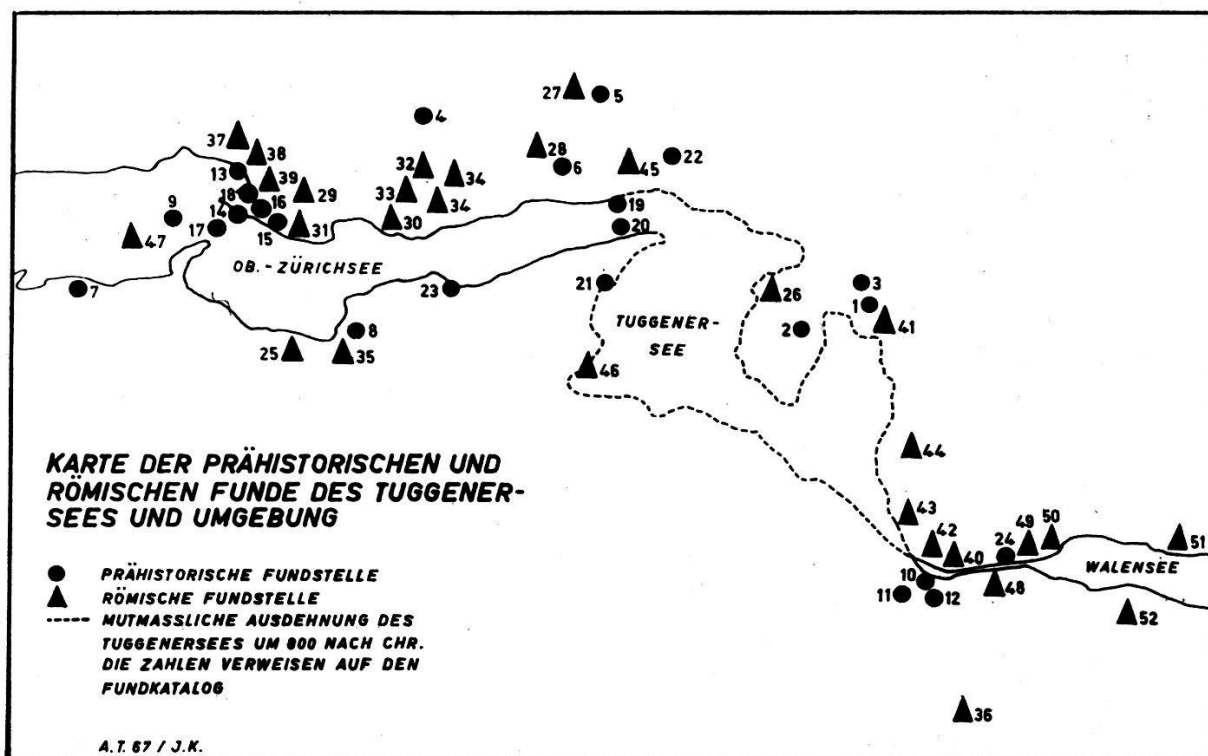 27 5
4
37 38 28 6 45 22
13 32 34
18 39 29 33 34
9 14 16 30 19
47 17 15 31 20
OB.-ZÜRICHSEE
7 23 21 26 3
1
8 TUGGENER- 2 41
SEE
25 35 46
44
KARTE DER PRÄHISTORISCHEN UND
RÖMISCHEN FUNDE DES TUGGENER-
SEES UND UMGEBUNG
43 42 40 24 49 50 51
WALENSEE
10 11 12 48 52
PRÄHISTORISCHE FUNDSTELLE
RÖMISCHE FUNDSTELLE
MUTMASSLICHE AUSDEHNUNG DES
TUGGENERSEES UM 800 NACH CHR.
DIE ZAHLEN VERWEISEN AUF DEN
FUNDKATALOG
36
A.T. 67 / J.K.